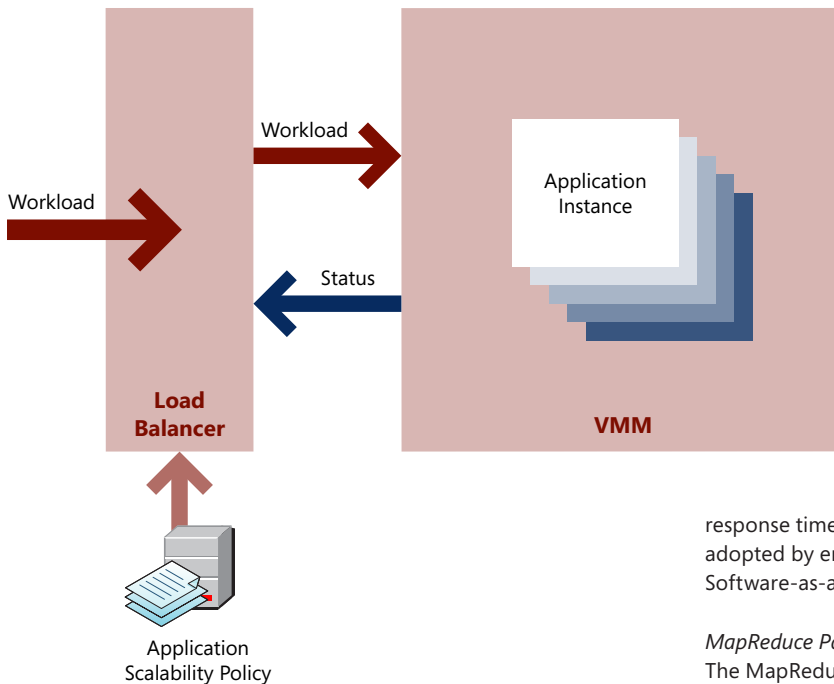 Workload
Workload
Application
Instance
Status
Load
Balancer
VMM
Application
Scalability Policy
response time
adopted by
Software-as-a
MapReduce
The